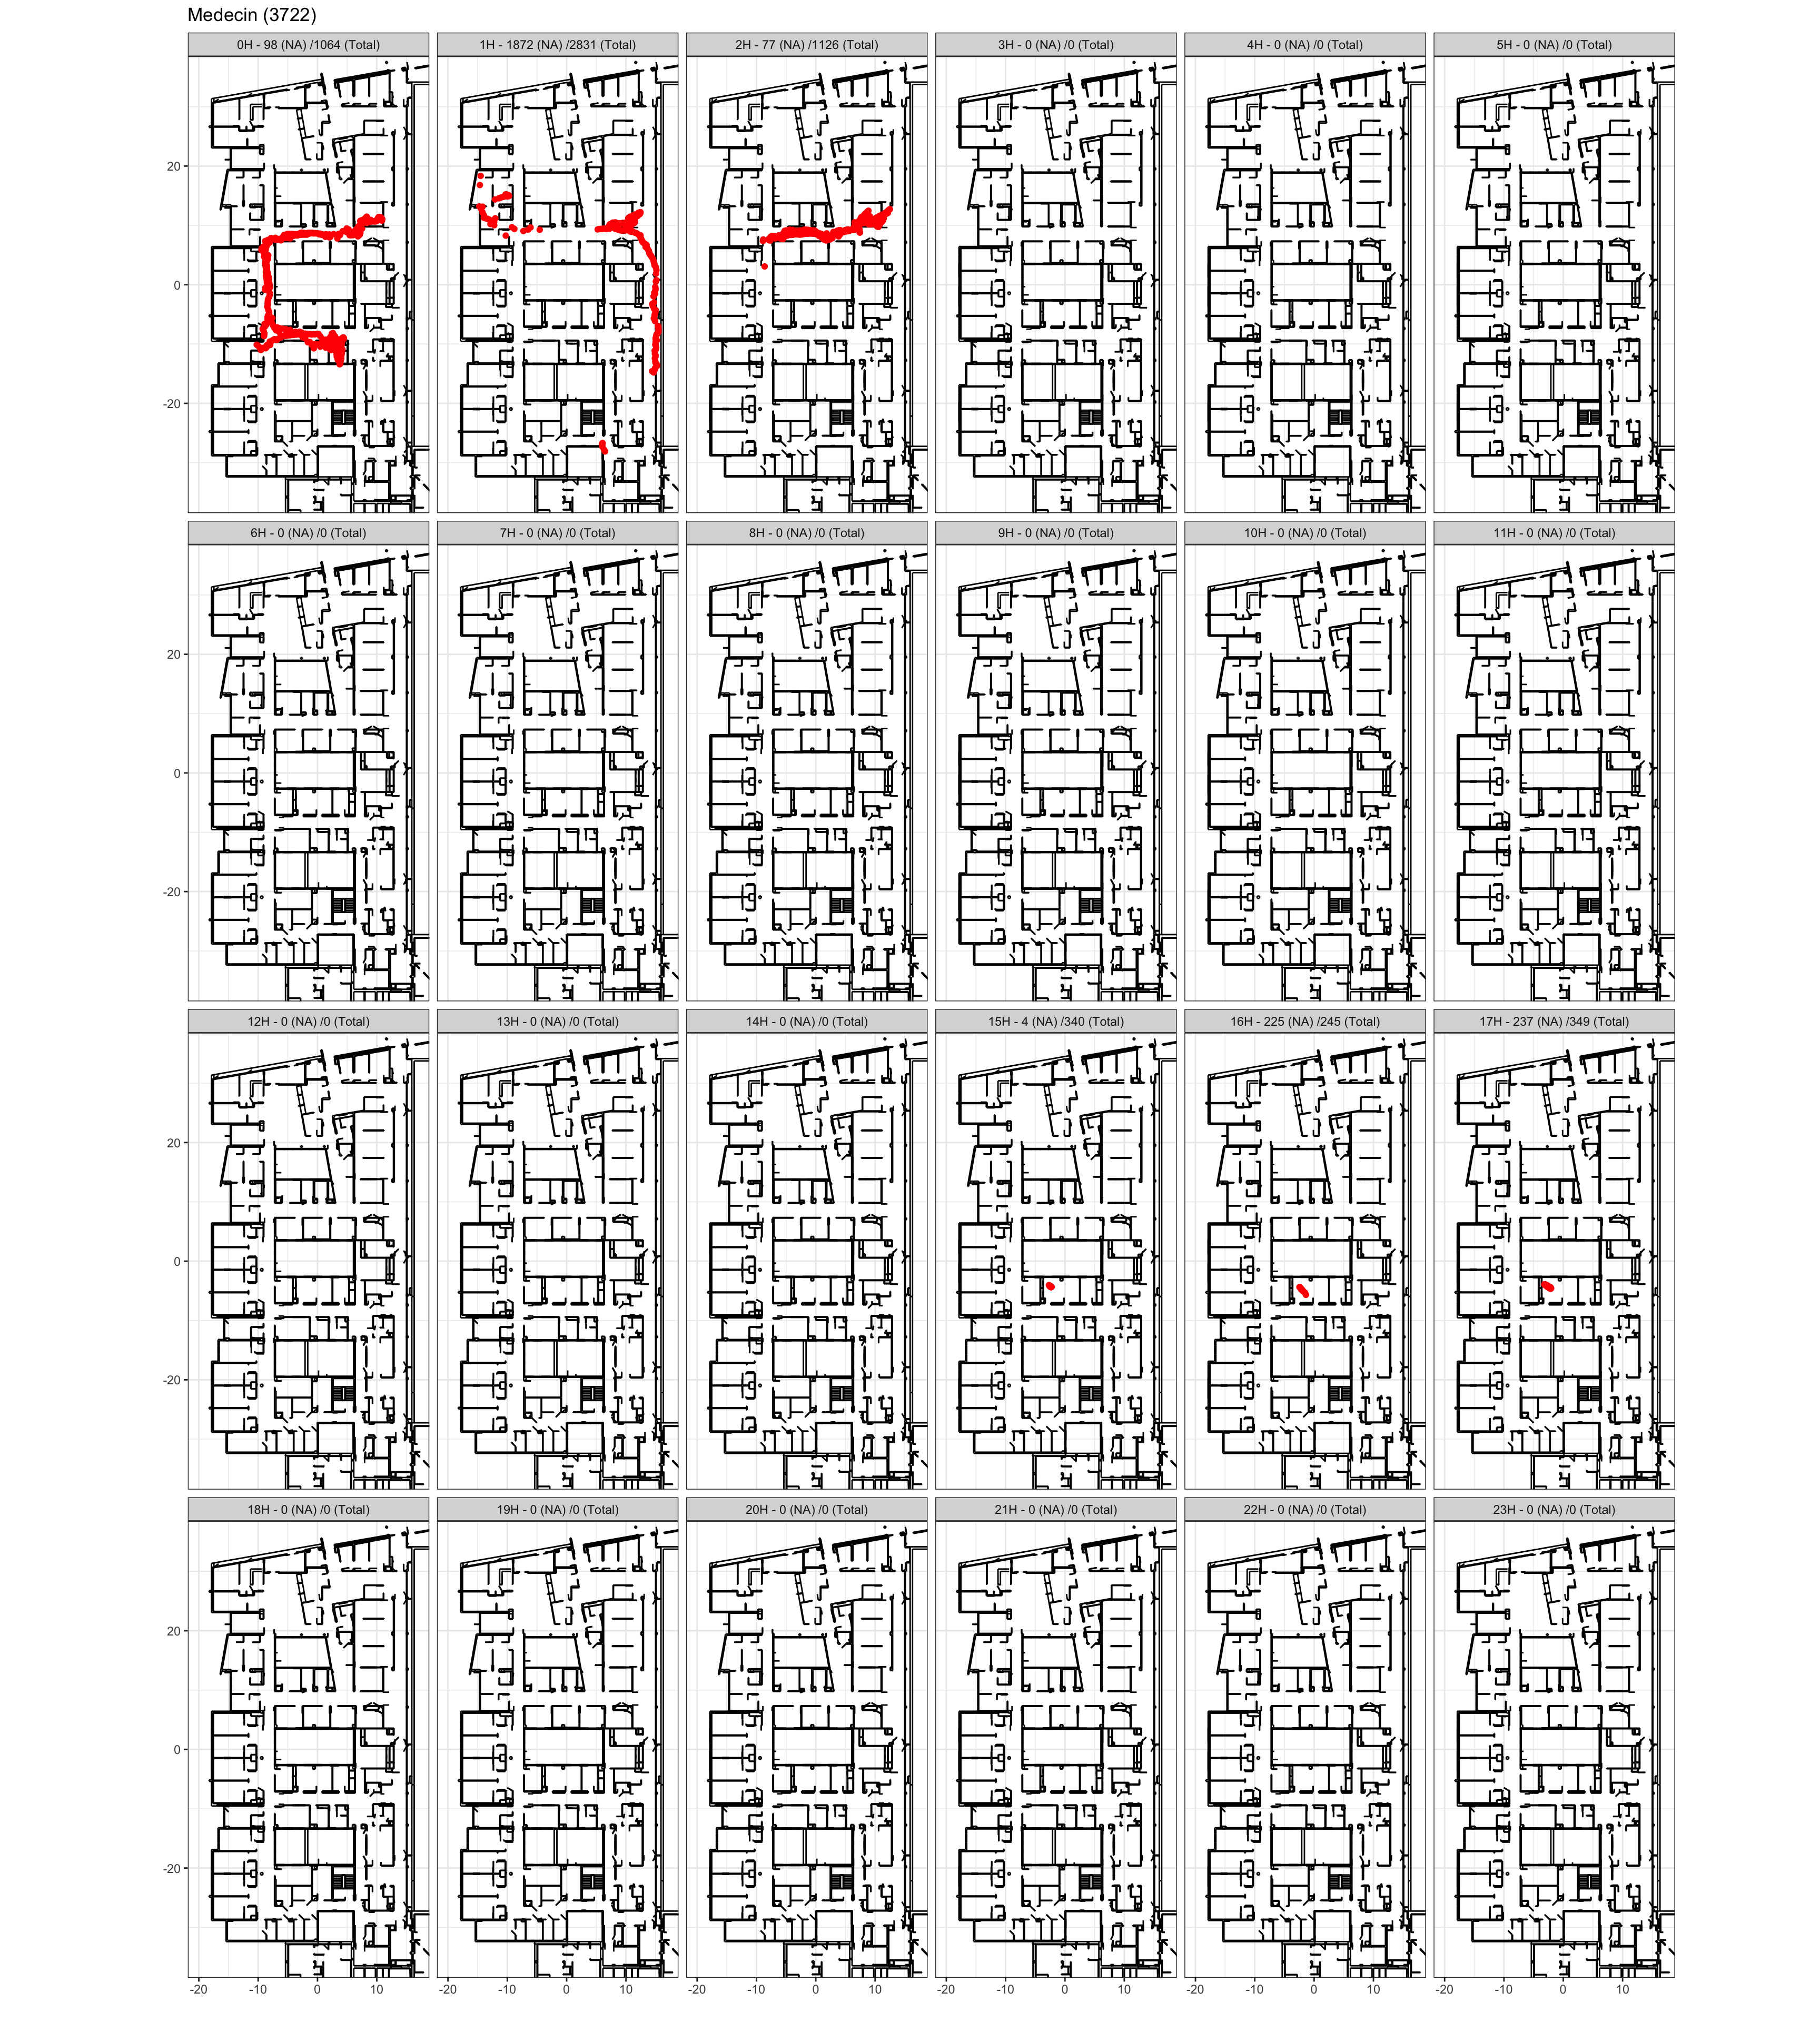 Medecin (3722)
0H - 98 (NA) /1064 (Total) 1H - 1872 (NA) /2831 (Total) 2H - 77 (NA) /1126 (Total) 3H - 0 (NA) /0 (Total) 4H - 0 (NA) /0 (Total) 5H - 0 (NA) /0 (Total)
20
0
-20
6H - 0 (NA) /0 (Total) 7H - 0 (NA) /0 (Total) 8H - 0 (NA) /0 (Total) 9H - 0 (NA) /0 (Total) 10H - 0 (NA) /0 (Total) 11H - 0 (NA) /0 (Total)
20
0
-20
12H - 0 (NA) /0 (Total) 13H - 0 (NA) /0 (Total) 14H - 0 (NA) /0 (Total) 15H - 4 (NA) /340 (Total) 16H - 225 (NA) /245 (Total) 17H - 237 (NA) /349 (Total)
20
0
-20
18H - 0 (NA) /0 (Total) 19H - 0 (NA) /0 (Total) 20H - 0 (NA) /0 (Total) 21H - 0 (NA) /0 (Total) 22H - 0 (NA) /0 (Total) 23H - 0 (NA) /0 (Total)
20
0
-20
-20 -10 0 10 -20 -10 0 10 -20 -10 0 10 -20 -10 0 10 -20 -10 0 10 -20 -10 0 10